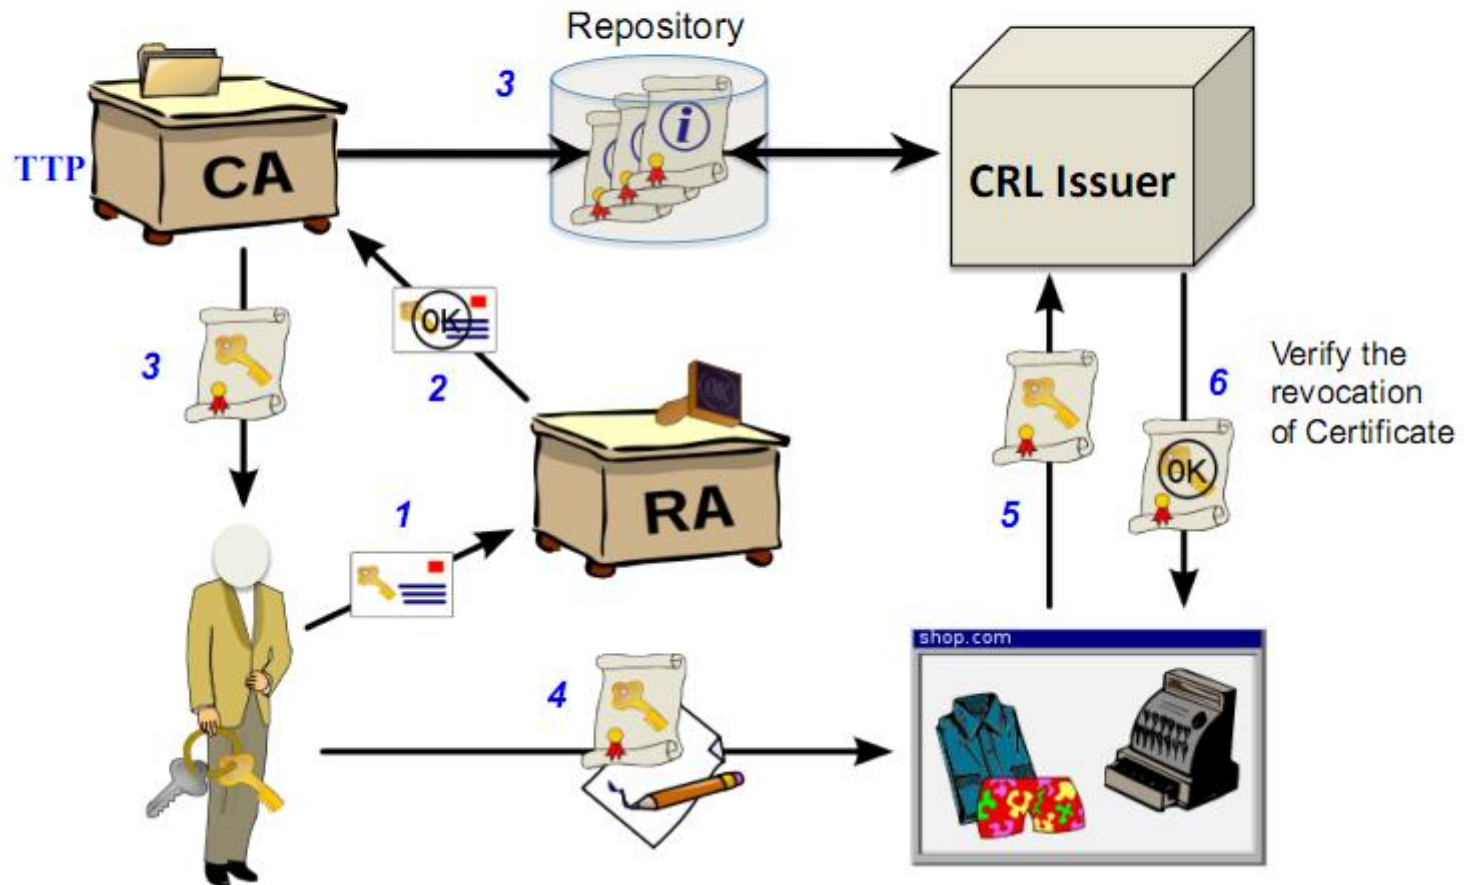 Repository
3
TTP
CA
i
CRL Issuer
OK
3
2
OK
6
Verify the
revocation
of Certificate
OK
1
RA
5
shop.com
4